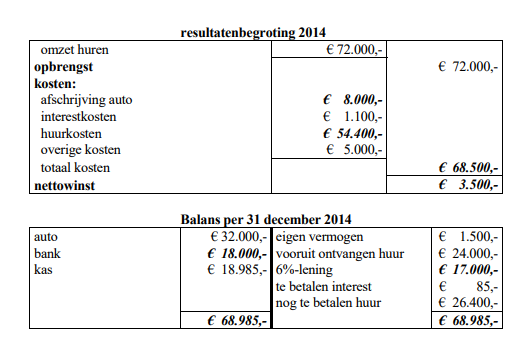 resultatenbegroting 2014
omzet huren € 72.000,-
opbrengst € 72.000,-
kosten:
afschrijving auto € 8.000,-
interestkosten € 1.100,-
huurkosten € 54.400,-
overige kosten € 5.000,-
totaal kosten € 68.500,-
nettowinst € 3.500,-
Balans per 31 december 2014
auto € 32.000,- eigen vermogen € 1.500,-
bank € 18.000,- vooruit ontvangen huur € 24.000,-
kas € 18.985,- 6%-lening € 17.000,-
te betalen interest € 85,-
nog te betalen huur € 26.400,-
€ 68.985,- € 68.985,-